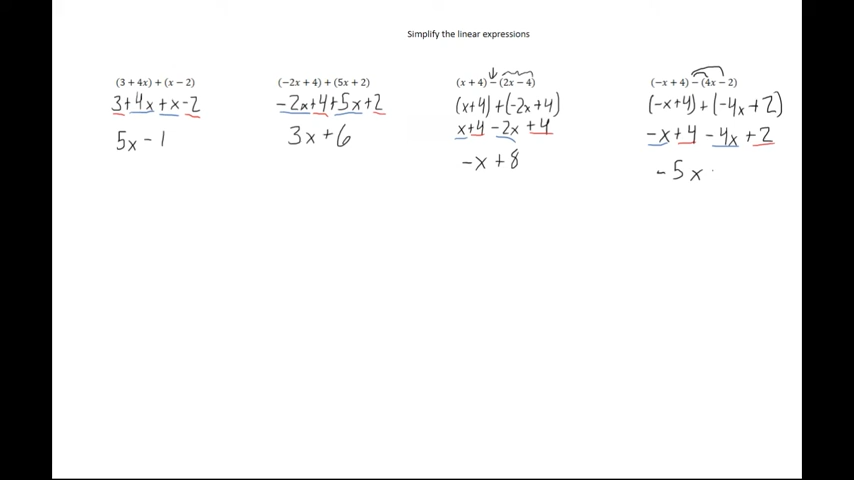 Simplify the linear expressions
(3 + 4x) + (x − 2)
3+4x+x-2
5x - 1
(−2x + 4) + (5x + 2)
-2x+4+5x+2
3x+6
(x + 4) − (2x − 4)
(x+4)+(-2x+4)
x+4 -2x +4
-x +8
(−x + 4) − (4x − 2)
(-x+4)+(-4x+2)
-x+4 -4x +2
-5x